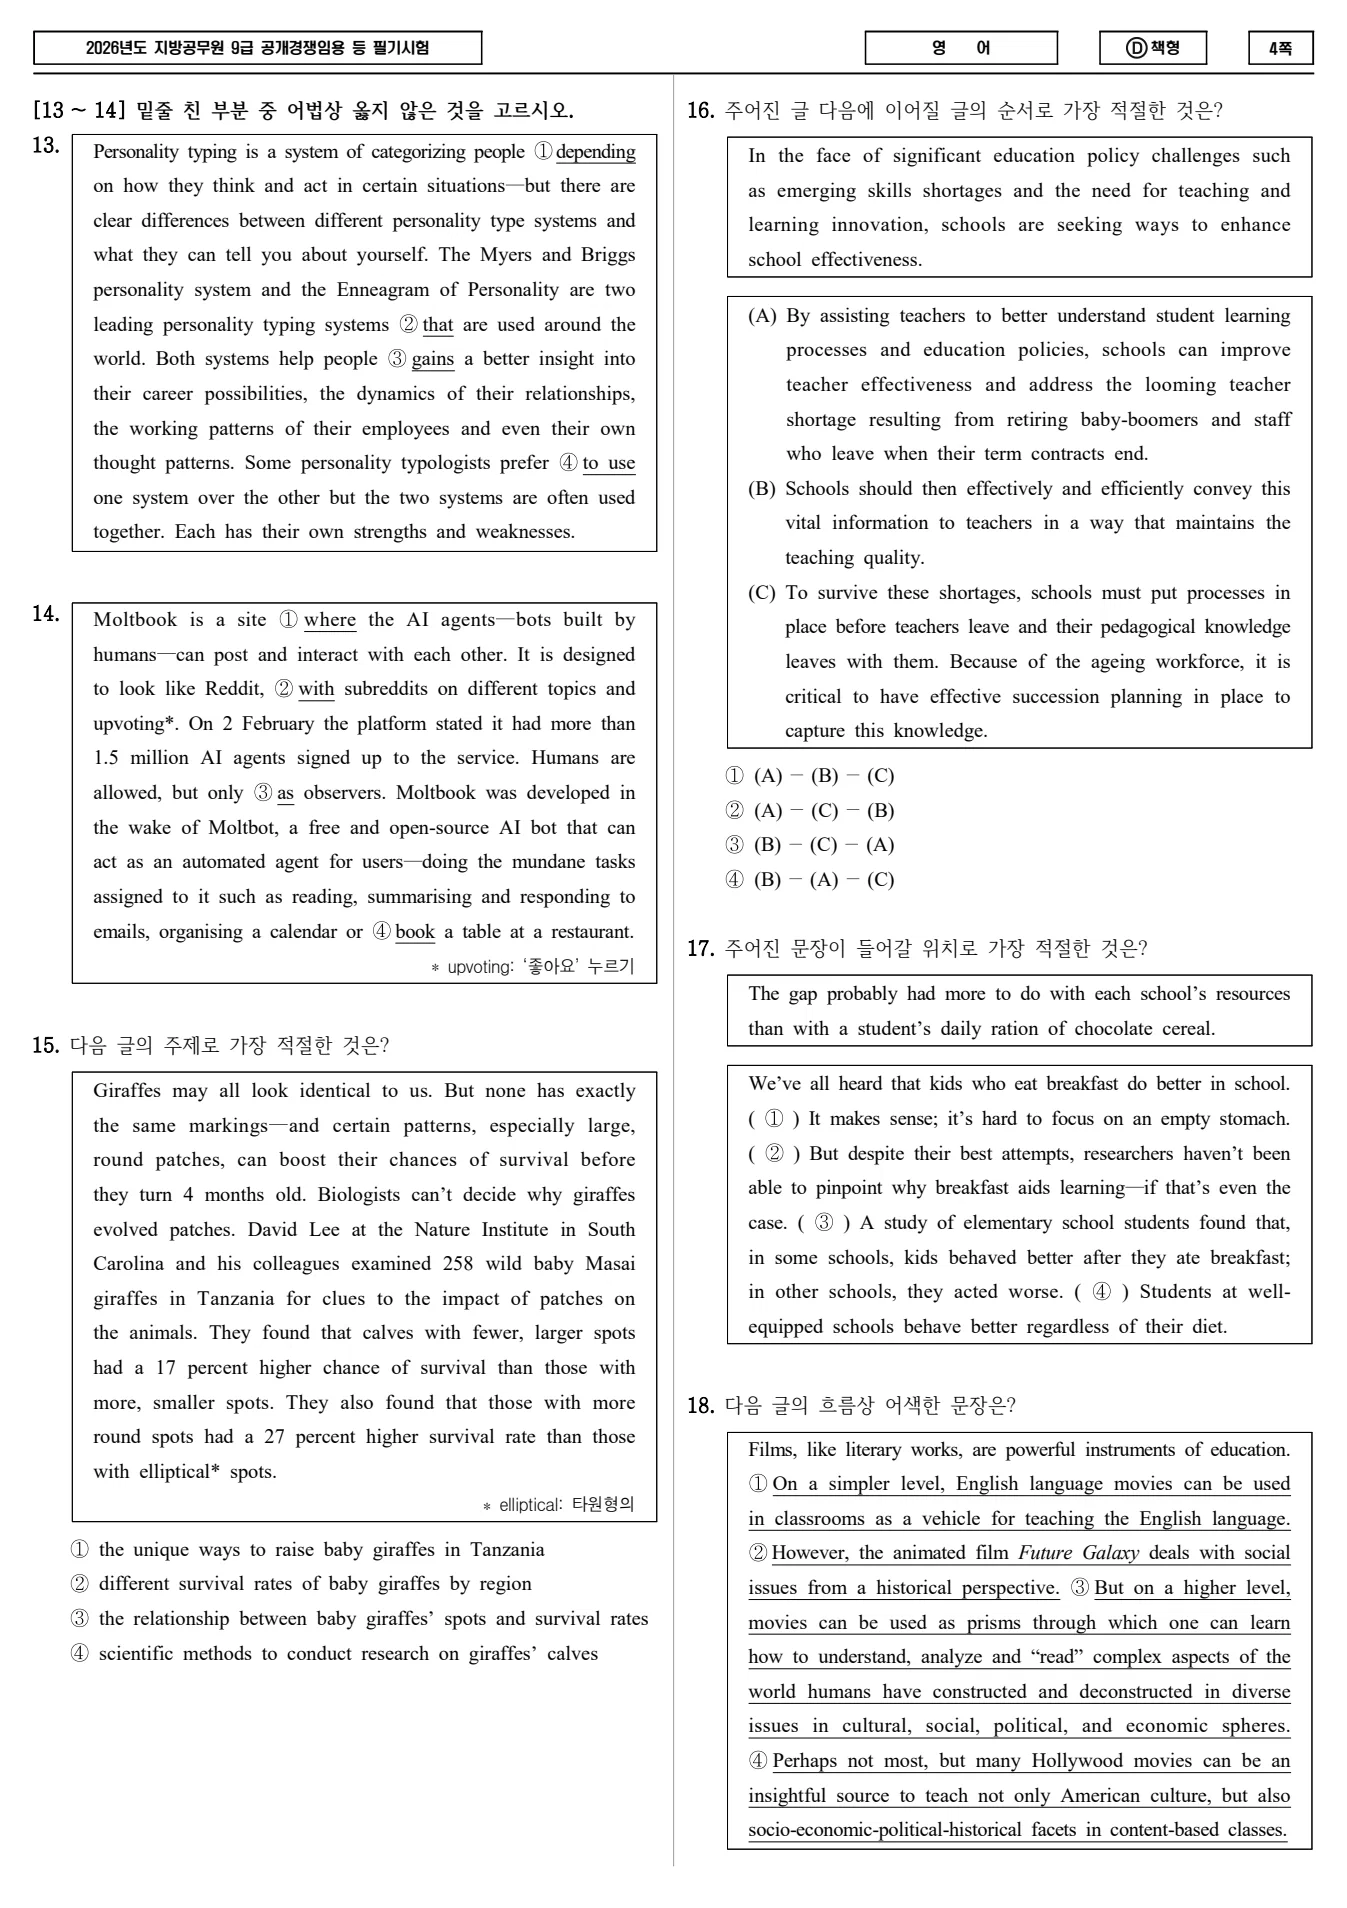 2026년도 지방공무원 9급 공개경쟁임용 등 필기시험
영 어
Ⓓ책형
4쪽
[13 ~ 14] 밑줄 친 부분 중 어법상 옳지 않은 것을 고르시오.
13.
Personality typing is a system of categorizing people ① depending
on how they think and act in certain situations—but there are
clear differences between different personality type systems and
what they can tell you about yourself. The Myers and Briggs
personality system and the Enneagram of Personality are two
leading personality typing systems ② that are used around the
world. Both systems help people ③ gains a better insight into
their career possibilities, the dynamics of their relationships,
the working patterns of their employees and even their own
thought patterns. Some personality typologists prefer ④ to use
one system over the other but the two systems are often used
together. Each has their own strengths and weaknesses.
14.
Moltbook is a site ① where the AI agents—bots built by
humans—can post and interact with each other. It is designed
to look like Reddit, ② with subreddits on different topics and
upvoting*. On 2 February the platform stated it had more than
1.5 million AI agents signed up to the service. Humans are
allowed, but only ③ as observers. Moltbook was developed in
the wake of Moltbot, a free and open-source AI bot that can
act as an automated agent for users—doing the mundane tasks
assigned to it such as reading, summarising and responding to
emails, organising a calendar or ④ book a table at a restaurant.
* upvoting: ‘좋아요’ 누르기
15. 다음 글의 주제로 가장 적절한 것은?
Giraffes may all look identical to us. But none has exactly
the same markings—and certain patterns, especially large,
round patches, can boost their chances of survival before
they turn 4 months old. Biologists can’t decide why giraffes
evolved patches. David Lee at the Nature Institute in South
Carolina and his colleagues examined 258 wild baby Masai
giraffes in Tanzania for clues to the impact of patches on
the animals. They found that calves with fewer, larger spots
had a 17 percent higher chance of survival than those with
more, smaller spots. They also found that those with more
round spots had a 27 percent higher survival rate than those
with elliptical* spots.
* elliptical: 타원형의
① the unique ways to raise baby giraffes in Tanzania
② different survival rates of baby giraffes by region
③ the relationship between baby giraffes’ spots and survival rates
④ scientific methods to conduct research on giraffes’ calves
16. 주어진 글 다음에 이어질 글의 순서로 가장 적절한 것은?
In the face of significant education policy challenges such
as emerging skills shortages and the need for teaching and
learning innovation, schools are seeking ways to enhance
school effectiveness.
(A) By assisting teachers to better understand student learning
processes and education policies, schools can improve
teacher effectiveness and address the looming teacher
shortage resulting from retiring baby-boomers and staff
who leave when their term contracts end.
(B) Schools should then effectively and efficiently convey this
vital information to teachers in a way that maintains the
teaching quality.
(C) To survive these shortages, schools must put processes in
place before teachers leave and their pedagogical knowledge
leaves with them. Because of the ageing workforce, it is
critical to have effective succession planning in place to
capture this knowledge.
① (A) － (B) － (C)
② (A) － (C) － (B)
③ (B) － (C) － (A)
④ (B) － (A) － (C)
17. 주어진 문장이 들어갈 위치로 가장 적절한 것은?
The gap probably had more to do with each school’s resources
than with a student’s daily ration of chocolate cereal.
We’ve all heard that kids who eat breakfast do better in school.
( ① ) It makes sense; it’s hard to focus on an empty stomach.
( ② ) But despite their best attempts, researchers haven’t been
able to pinpoint why breakfast aids learning—if that’s even the
case. ( ③ ) A study of elementary school students found that,
in some schools, kids behaved better after they ate breakfast;
in other schools, they acted worse. ( ④ ) Students at well-
equipped schools behave better regardless of their diet.
18. 다음 글의 흐름상 어색한 문장은?
Films, like literary works, are powerful instruments of education.
① On a simpler level, English language movies can be used
in classrooms as a vehicle for teaching the English language.
② However, the animated film Future Galaxy deals with social
issues from a historical perspective. ③ But on a higher level,
movies can be used as prisms through which one can learn
how to understand, analyze and “read” complex aspects of the
world humans have constructed and deconstructed in diverse
issues in cultural, social, political, and economic spheres.
④ Perhaps not most, but many Hollywood movies can be an
insightful source to teach not only American culture, but also
socio-economic-political-historical facets in content-based classes.